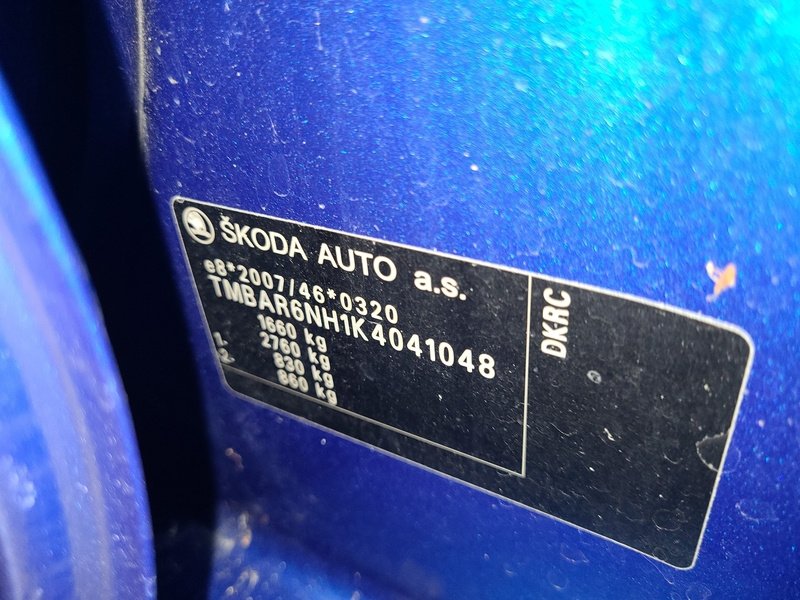 ŠKODA AUTO a.s.
e8*2007/46*0320
TMBAR6NH1K4041048
1660 kg
2760 kg
1. 830 kg
2. 860 kg
DKRC